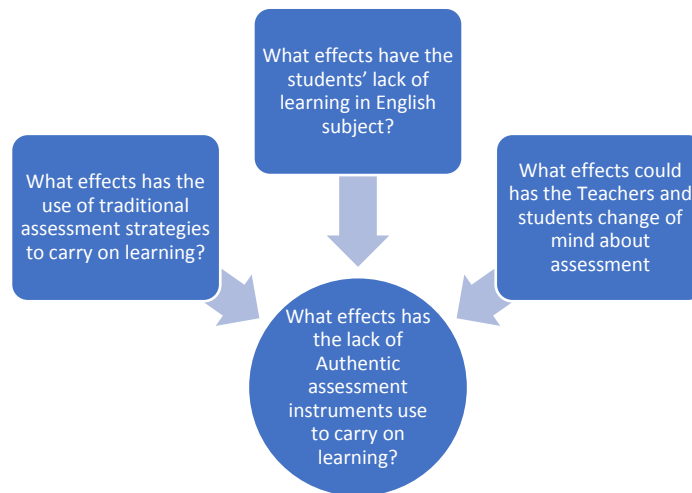 What effects have the
students’ lack of
learning in English
subject?
What effects has the
use of traditional
assessment strategies
to carry on learning?
What effects could
has the Teachers and
students change of
mind about
assessment
What effects has
the lack of
Authentic
assessment
instruments use
to carry on
learning?